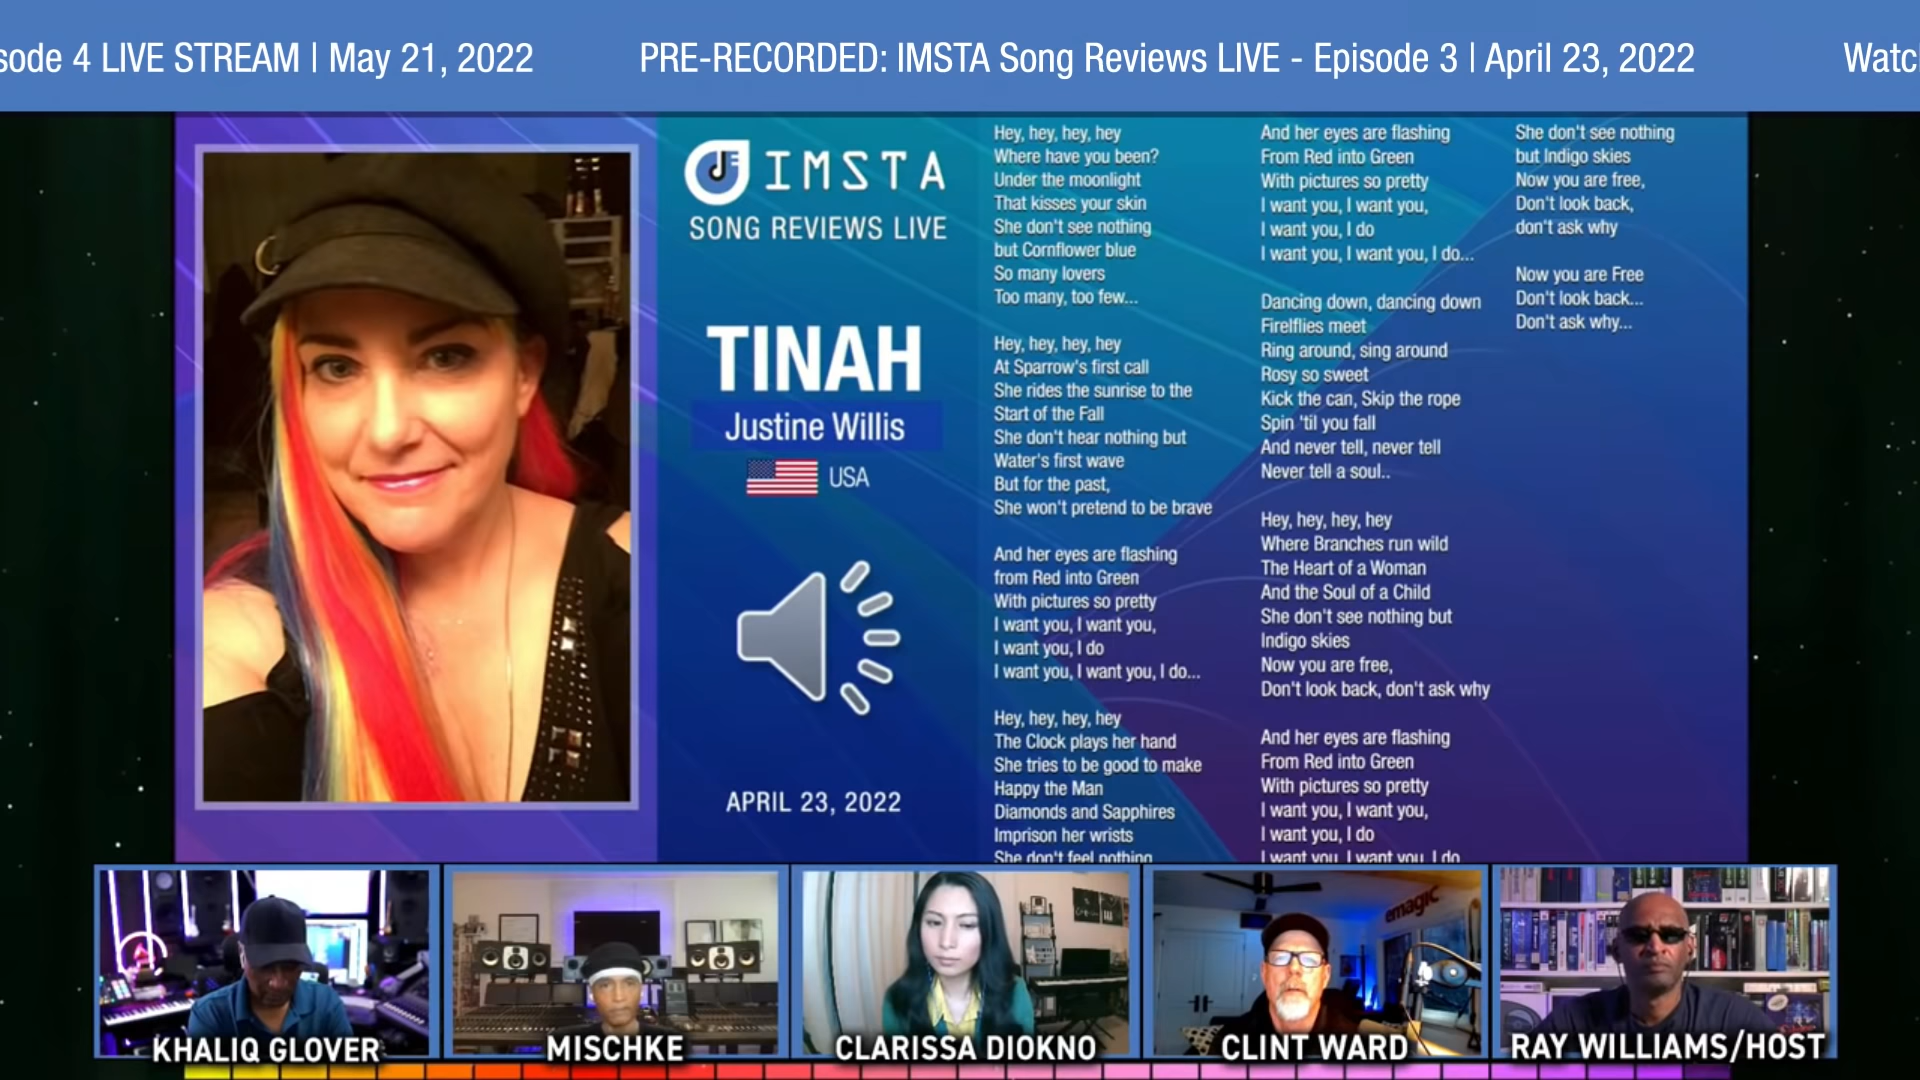 sode 4 LIVE STREAM | May 21, 2022
PRE-RECORDED: IMSTA Song Reviews LIVE - Episode 3 | April 23, 2022
Watc
IMSTA
SONG REVIEWS LIVE
TINAH
Justine Willis
USA
APRIL 23, 2022
Hey, hey, hey, hey
Where have you been?
Under the moonlight
That kisses your skin
She don't see nothing
but Cornflower blue
So many lovers
Too many, too few...
Hey, hey, hey, hey
At Sparrow's first call
She rides the sunrise to the
Start of the Fall
She don't hear nothing but
Water's first wave
But for the past,
She won't pretend to be brave
And her eyes are flashing
from Red into Green
With pictures so pretty
I want you, I want you,
I want you, I do
I want you, I want you, I do...
Hey, hey, hey, hey
The Clock plays her hand
She tries to be good to make
Happy the Man
Diamonds and Sapphires
Imprison her wrists
She don't feel nothing
And her eyes are flashing
From Red into Green
With pictures so pretty
I want you, I want you,
I want you, I do
I want you, I want you, I do...
Dancing down, dancing down
Firelflies meet
Ring around, sing around
Rosy so sweet
Kick the can, Skip the rope
Spin 'til you fall
And never tell, never tell
Never tell a soul..
Hey, hey, hey, hey
Where Branches run wild
The Heart of a Woman
And the Soul of a Child
She don't see nothing but
Indigo skies
Now you are free,
Don't look back, don't ask why
And her eyes are flashing
From Red into Green
With pictures so pretty
I want you, I want you,
I want you, I do
I want you, I want you, I do
She don't see nothing
but Indigo skies
Now you are free,
Don't look back,
don't ask why
Now you are Free
Don't look back...
Don't ask why...
emagic
KHALIQ GLOVER
MISCHKE
CLARISSA DIOKNO
CLINT WARD
RAY WILLIAMS/HOST